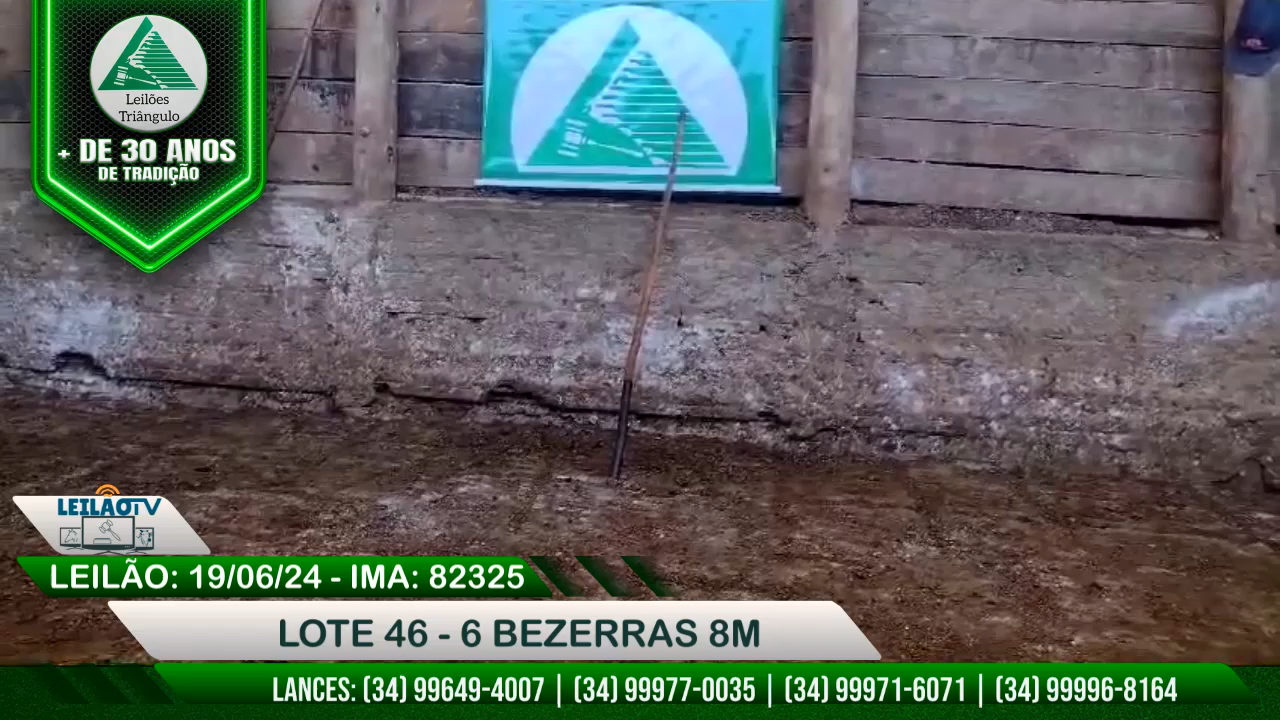 Leilões
Triângulo
+ DE 30 ANOS
DE TRADIÇÃO
LEILÃOTV
LEILÃO: 19/06/24 - IMA: 82325
LOTE 46 - 6 BEZERRAS 8M
LANCES: (34) 99649-4007 | (34) 99977-0035 | (34) 99971-6071 | (34) 99996-8164